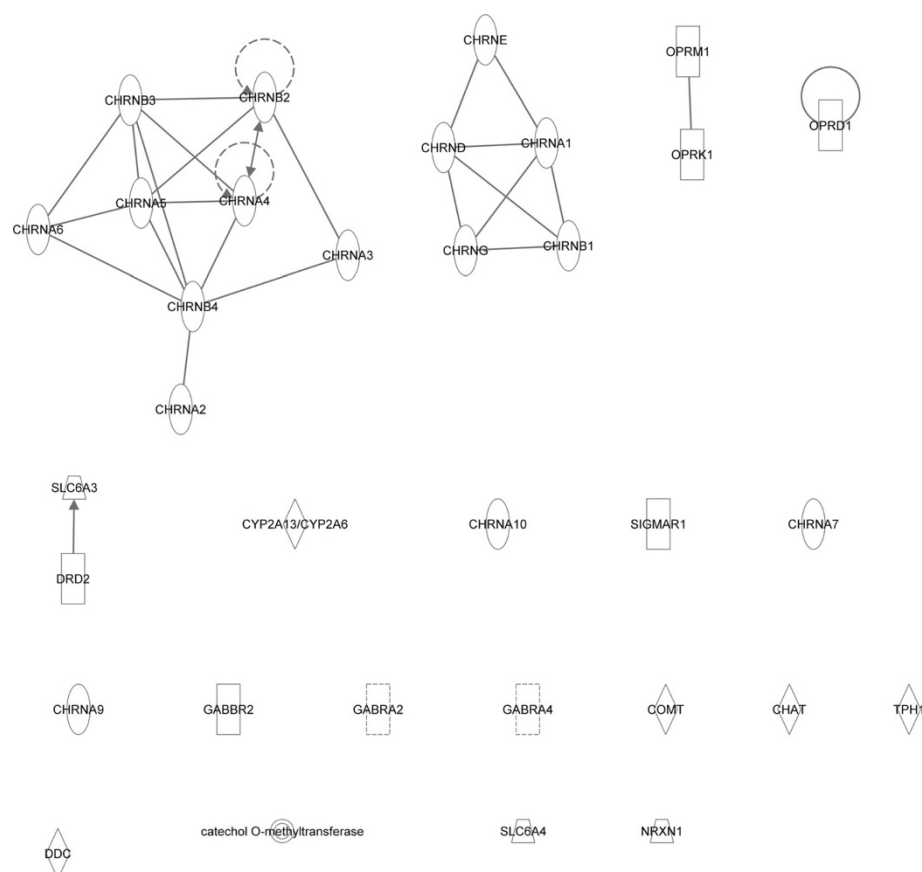 CHRNE
OPRM1
CHRNB3
CHRNB2
OPRD1
CHRND
CHRNA1
OPRK1
CHRNA5
CHRNA4
CHRNA6
CHRNA3
CHRNG
CHRNB1
CHRNB4
CHRNA2
SLC6A3
CYP2A13/CYP2A6
CHRNA10
SIGMAR1
CHRNA7
DRD2
CHRNA9
GABBR2
GABRA2
GABRA4
COMT
CHAT
TPH1
catechol O-methyltransferase
SLC6A4
NRXN1
DDC